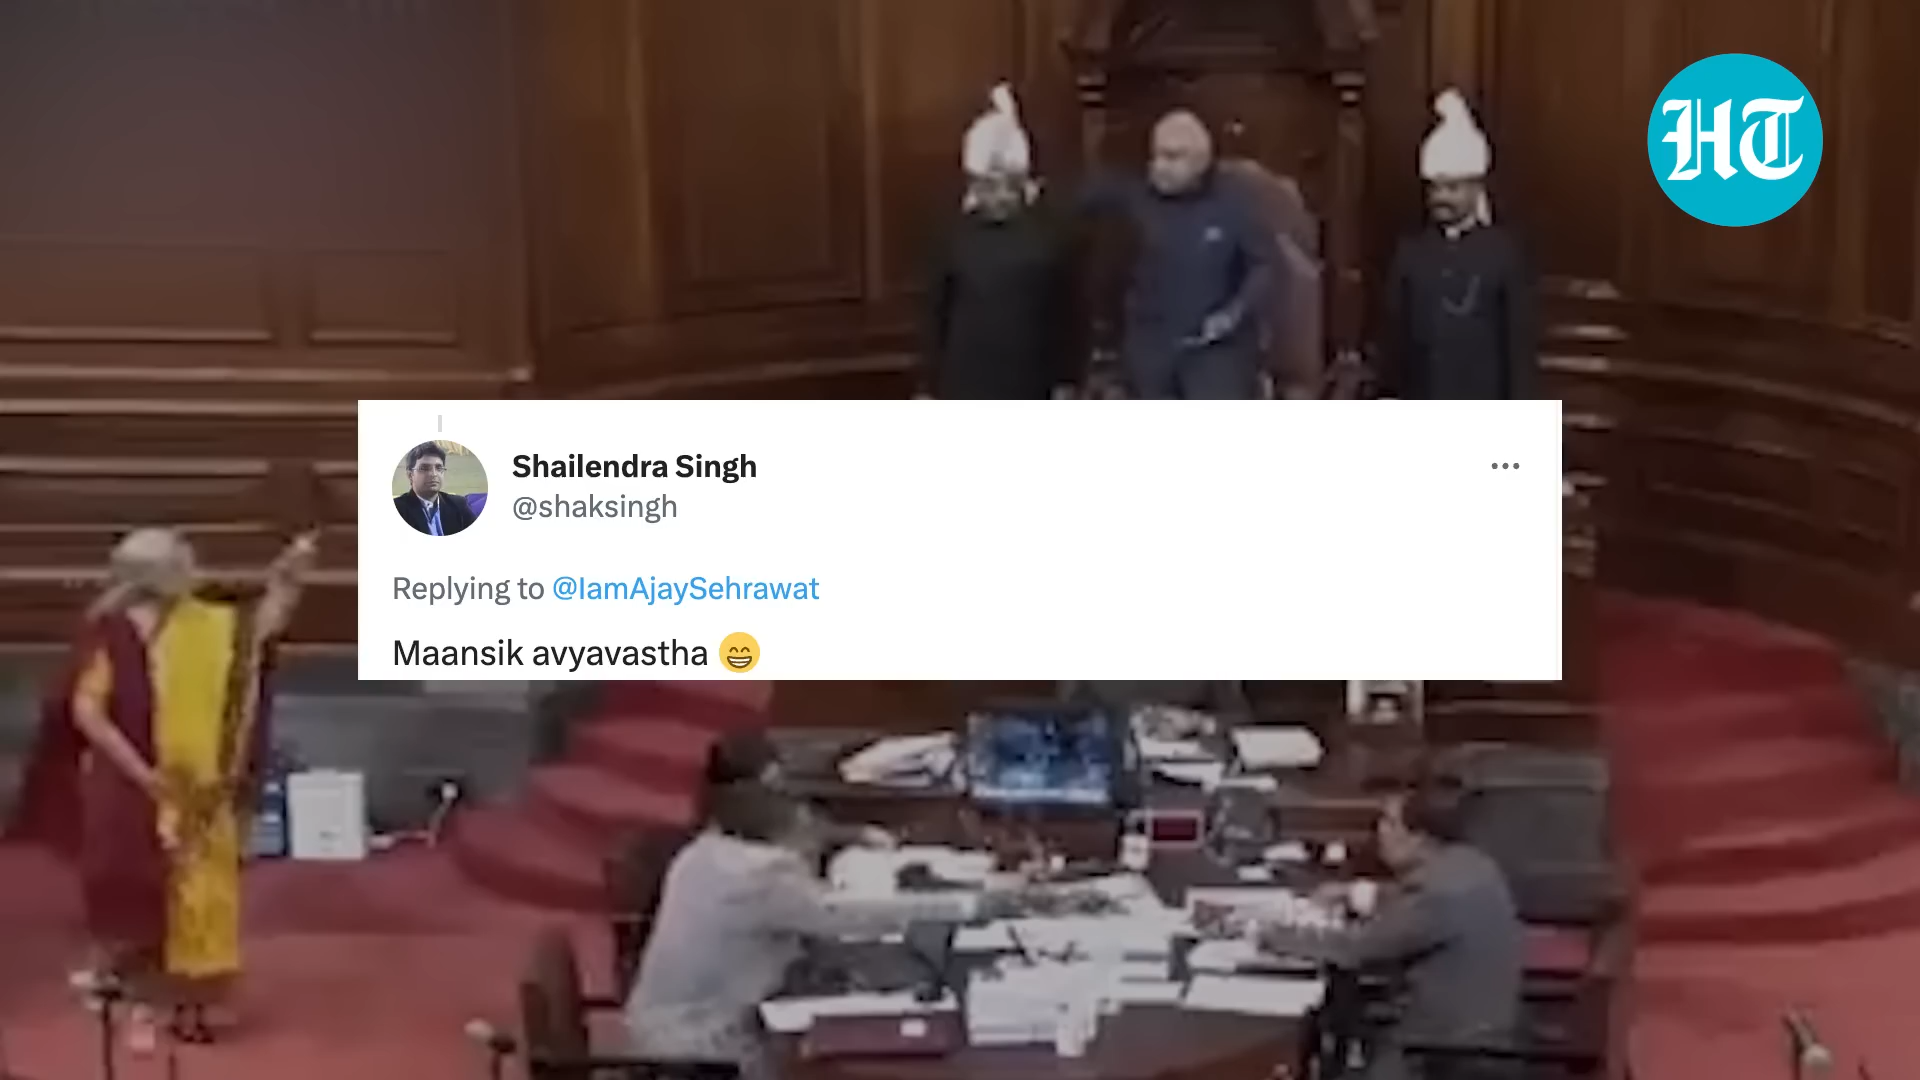 HT
Shailendra Singh
@shaksingh
Replying to @IamAjaySehrawat
Maansik avyavastha 😁